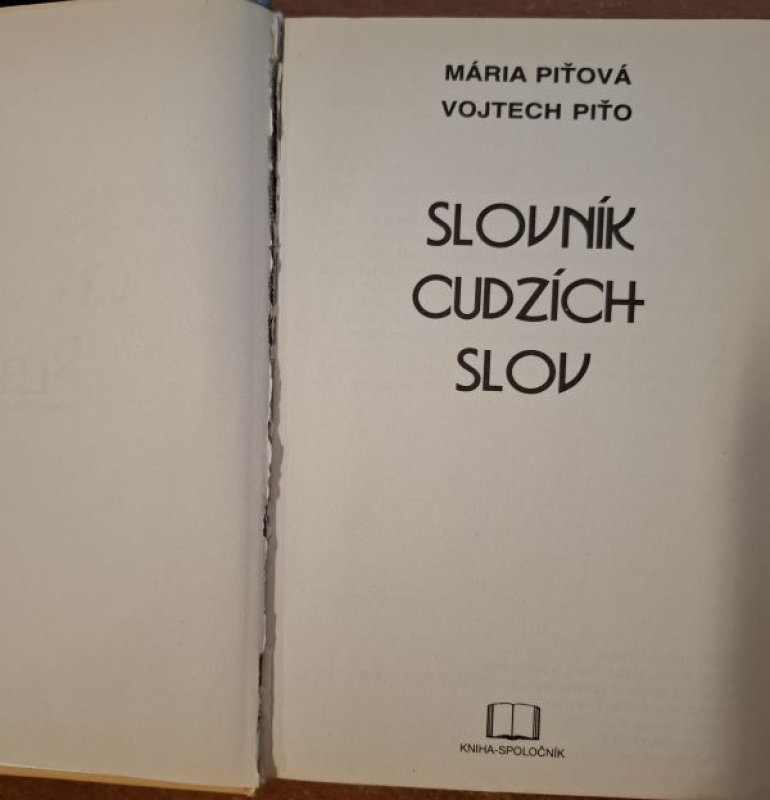 MÁRIA PIŤOVÁ
VOJTECH PIŤO
SLOVNÍK
CUDZÍCH
SLOV
KNIHA-SPOLOČNÍK